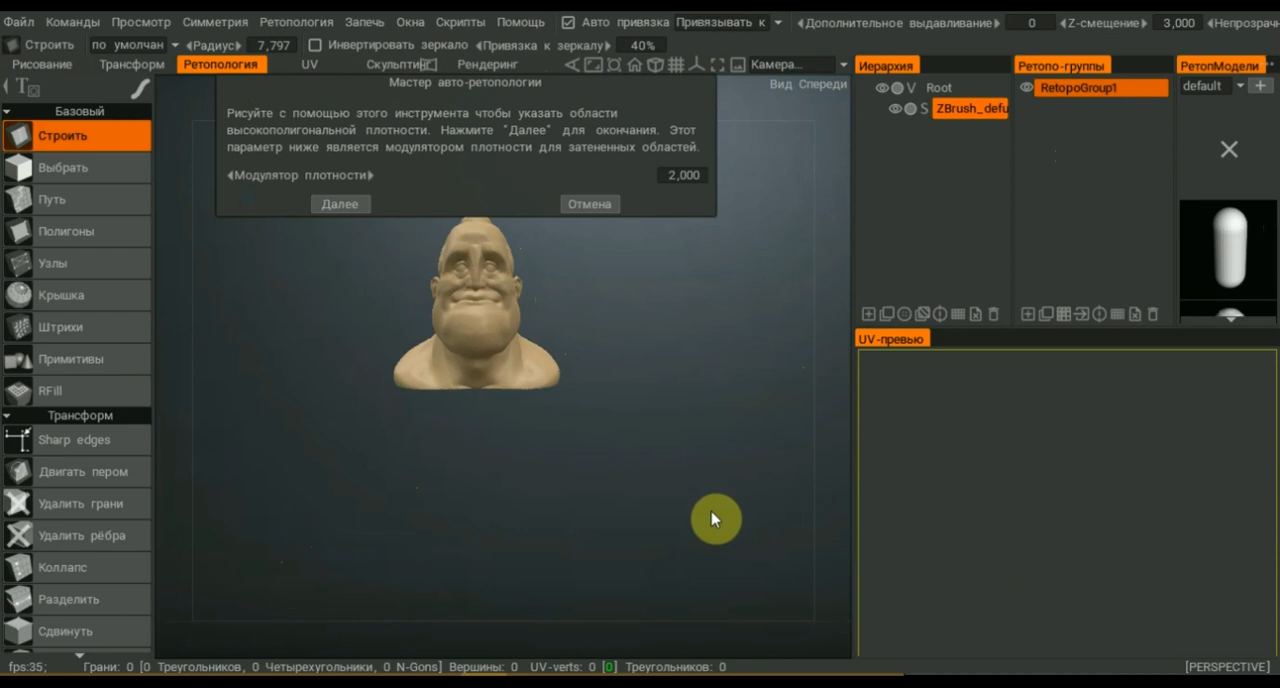 Файл Команды Просмотр Симметрия Ретопология Запечь Окна Скрипты Помощь Авто привязка Привязывать к Дополнительное выдавливание 0 Z-смещение 3,000
Строить по умолчан Радиус 7,797 Инвертировать зеркало Привязка к зеркалу 40%
Рисование Трансформ Ретопология UV Скульпти Рендеринг Камера... Иерархия Ретопо-группы РетопМодели
Мастер авто-ретопологии
Вид Спереди
Рисуйте с помощью этого инструмента чтобы указать области
высокополигональной плотности. Нажмите "Далее" для окончания. Этот
параметр ниже является модулятором плотности для затененных областей.
Модулятор плотности 2,000
Далее Отмена
Базовый
Строить
Выбрать
Путь
Полигоны
Узлы
Крышка
Штрихи
Примитивы
RFill
Трансформ
Sharp edges
Двигать пером
Удалить грани
Удалить рёбра
Коллапс
Разделить
Сдвинуть
V Root
S ZBrush_defu
RetopoGroup1
default
UV-превью
fps:35; Грани: 0 [0 Треугольников, 0 Четырехугольники, 0 N-Gons] Вершины: 0 UV-verts: 0 [0] Треугольников: 0 [PERSPECTIVE]